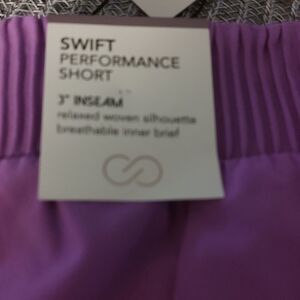 SWIFT
PERFORMANCE
SHORT
3" INSEAM
relaxed woven silhouette
breathable inner brief